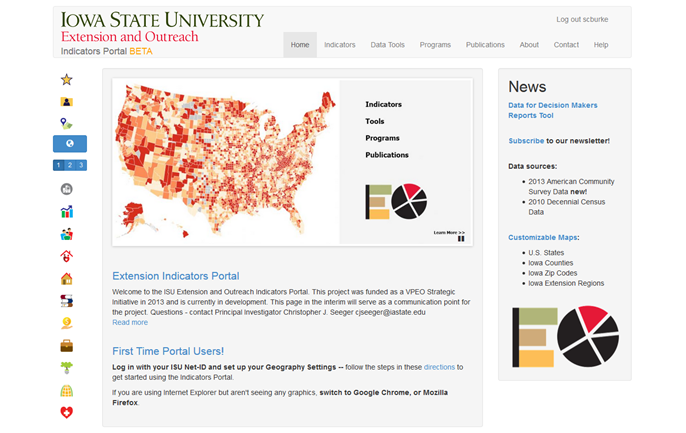 IOWA STATE UNIVERSITY
Extension and Outreach
Indicators Portal BETA
Log out scburke
Home Indicators Data Tools Programs Publications About Contact Help
1 2 3
Indicators
Tools
Programs
Publications
Learn More >>
Extension Indicators Portal
Welcome to the ISU Extension and Outreach Indicators Portal. This project was funded as a VPEO Strategic
Initiative in 2013 and is currently in development. This page in the interim will serve as a communication point for
the project. Questions - contact Principal Investigator Christopher J. Seeger cjseeger@iastate.edu
Read more
First Time Portal Users!
Log in with your ISU Net-ID and set up your Geography Settings -- follow the steps in these directions to
get started using the Indicators Portal.
If you are using Internet Explorer but aren't seeing any graphics, switch to Google Chrome, or Mozilla
Firefox.
News
Data for Decision Makers
Reports Tool
Subscribe to our newsletter!
Data sources:
2013 American Community
Survey Data new!
2010 Decennial Census
Data
Customizable Maps:
U.S. States
Iowa Counties
Iowa Zip Codes
Iowa Extension Regions